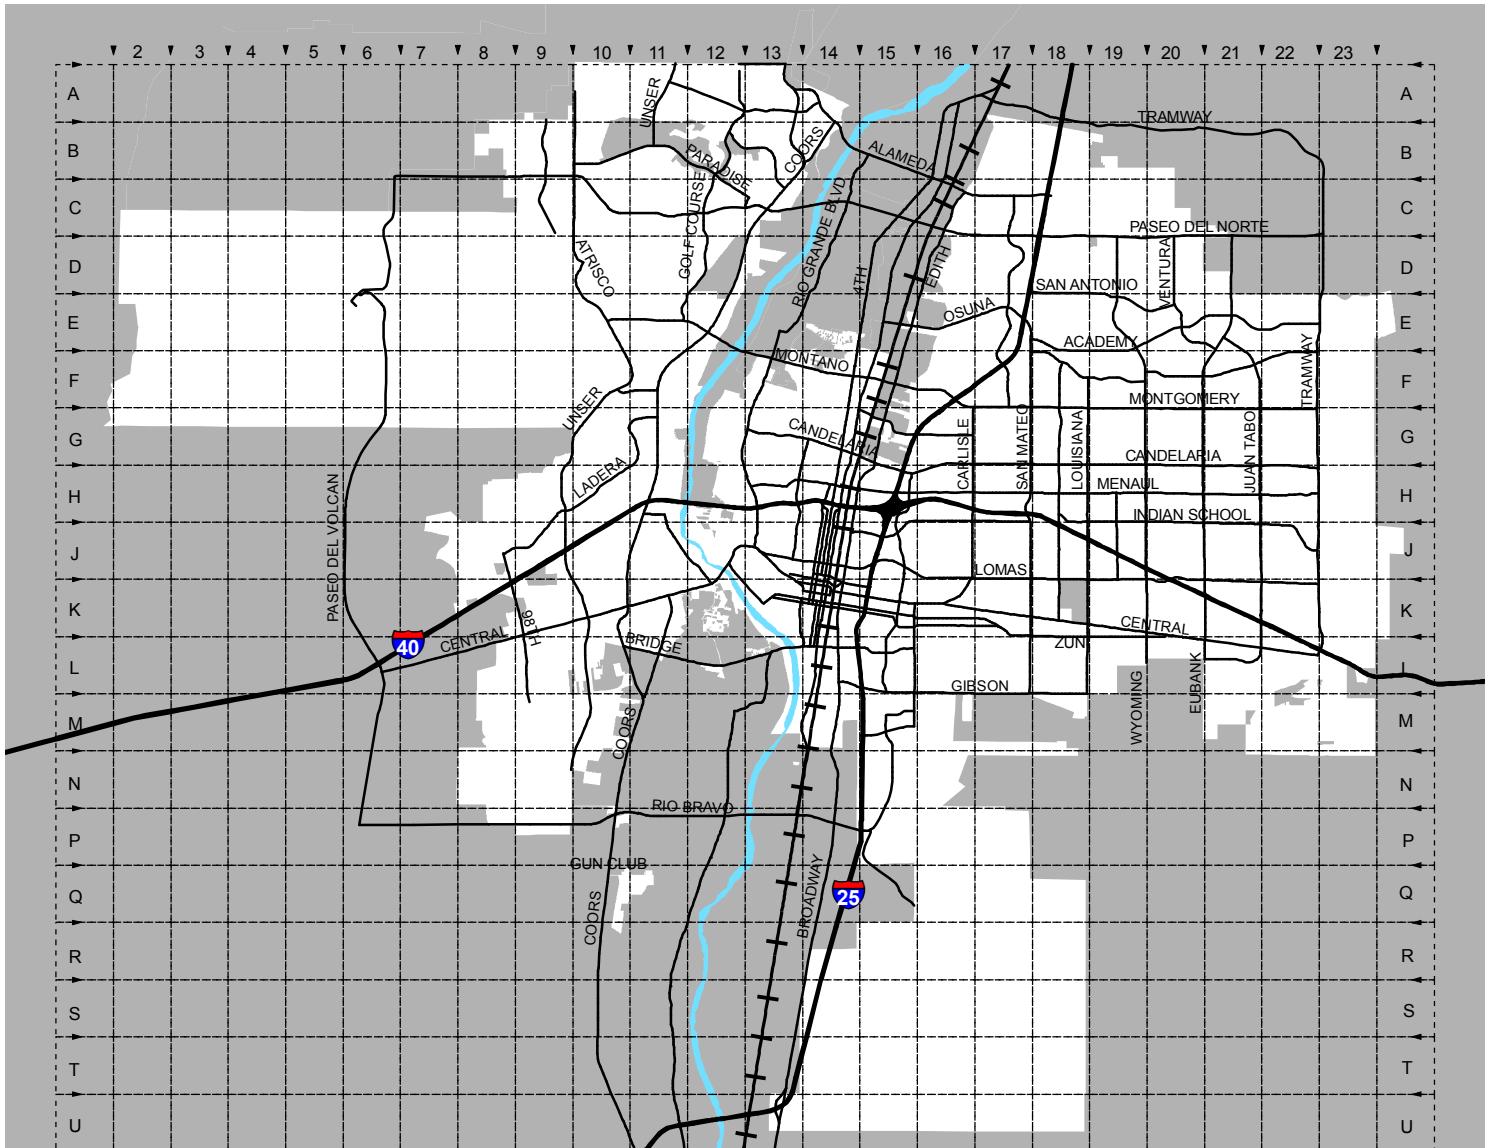 2 3 4 5 6 7 8 9 10 11 12 13 14 15 16 17 18 19 20 21 22 23
A UNSER TRAMWAY A
B PARADISE COORS ALAMEDA B
C GOLF COURSE RIO GRANDE BLVD PASEO DEL NORTE C
D ATRISCO 4TH EDITH SAN ANTONIO VENTURA D
E OSUNA ACADEMY TRAMWAY E
F UNSER MONTANO MONTGOMERY F
G LADERA CANDELARIA CARLISLE SAN MATEO LOUISIANA CANDELARIA JUAN TABO G
H MENAUL H
INDIAN SCHOOL
J PASEO DEL VOLCAN LOMAS J
K 98TH CENTRAL K
40 CENTRAL BRIDGE ZUN
L GIBSON WYOMING EUBANK L
M COORS M
N RIO BRAVO N
P GUN CLUB P
Q COORS BROADWAY 25 Q
R R
S S
T T
U U